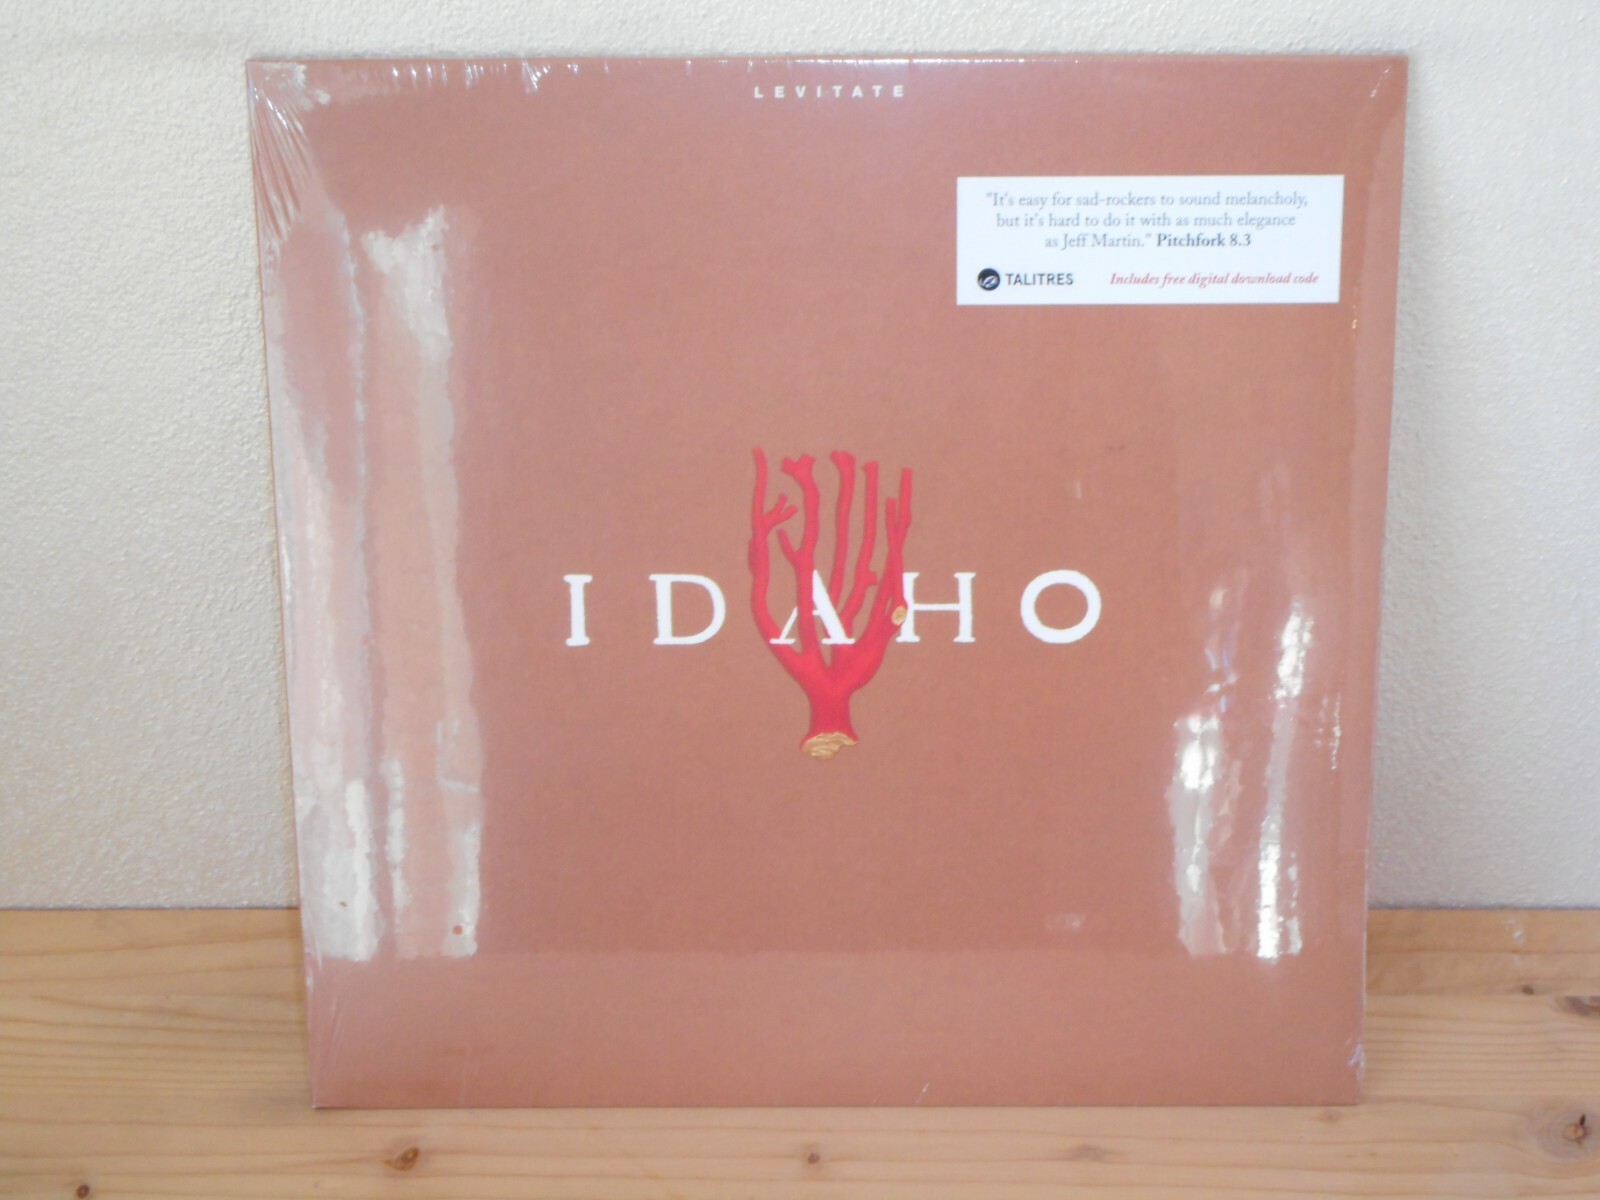 LEVITATE
“It's easy for sad-rockers to sound melancholy,
but it's hard to do it with as much elegance
as Jeff Martin.” Pitchfork 8.3
TALITRES Includes free digital download code
IDAHO